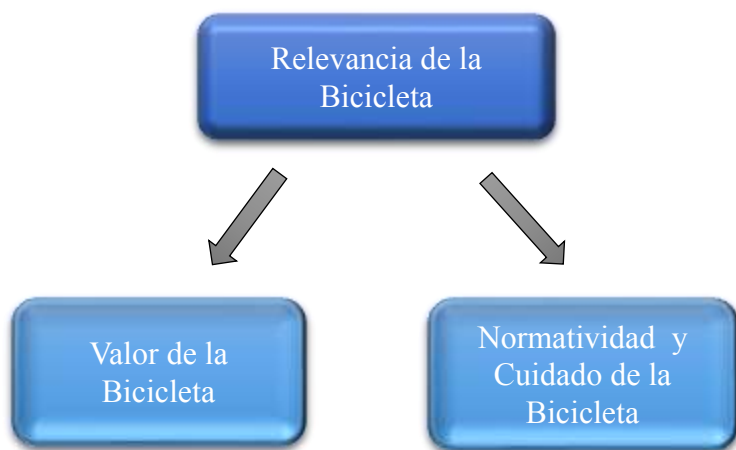 Relevancia de la
Bicicleta
Valor de la
Bicicleta
Normatividad y
Cuidado de la
Bicicleta